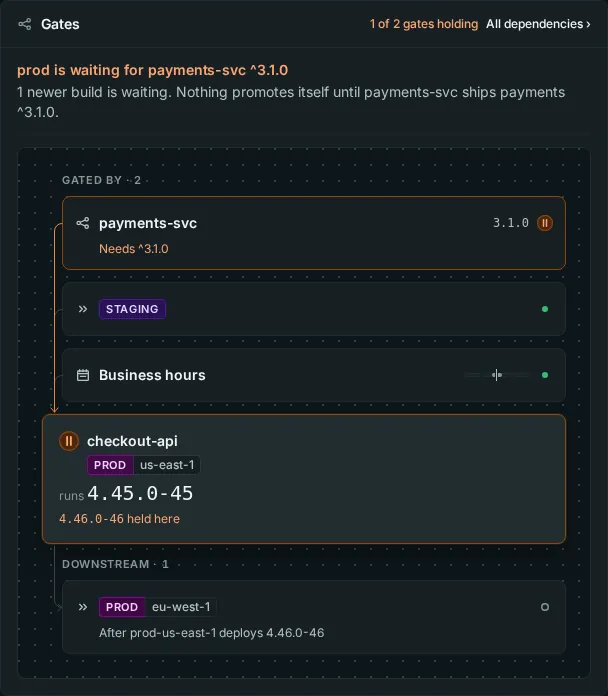 Gates
1 of 2 gates holding All dependencies ›
prod is waiting for payments-svc ^3.1.0
1 newer build is waiting. Nothing promotes itself until payments-svc ships payments
^3.1.0.
GATED BY · 2
payments-svc 3.1.0
Needs ^3.1.0
STAGING
Business hours
checkout-api
PROD us-east-1
runs 4.45.0-45
4.46.0-46 held here
DOWNSTREAM · 1
PROD eu-west-1
After prod-us-east-1 deploys 4.46.0-46